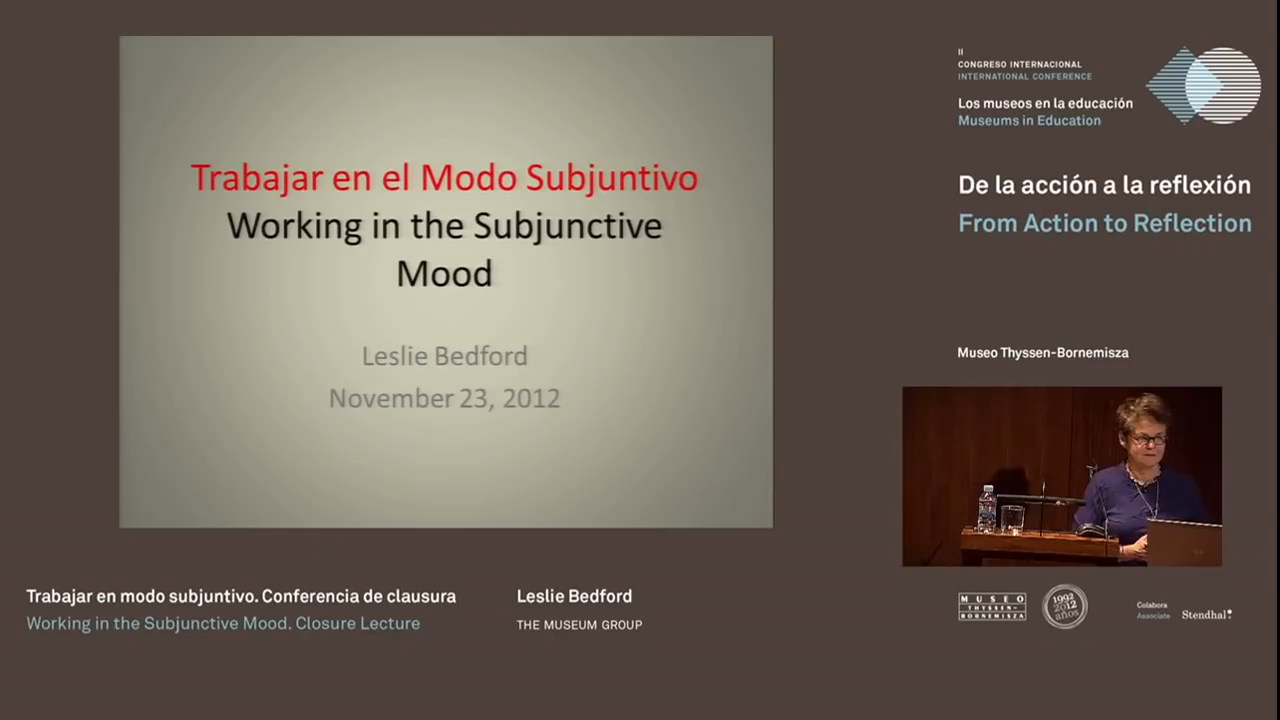 Trabajar en el Modo Subjuntivo
Working in the Subjunctive
Mood
Leslie Bedford
November 23, 2012
II
CONGRESO INTERNACIONAL
INTERNATIONAL CONFERENCE
Los museos en la educación
Museums in Education
De la acción a la reflexión
From Action to Reflection
Museo Thyssen-Bornemisza
Trabajar en modo subjuntivo. Conferencia de clausura
Working in the Subjunctive Mood. Closure Lecture
Leslie Bedford
THE MUSEUM GROUP
MUSEO
THYSSEN-
BORNEMISZA
1992
2012
años
Colabora
Associate
Stendhal: